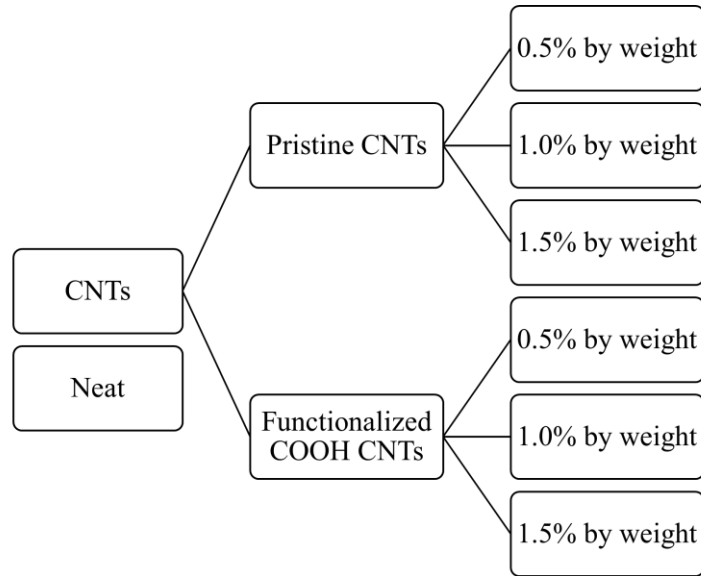 0.5% by weight
Pristine CNTs
1.0% by weight
1.5% by weight
CNTs
Neat
0.5% by weight
Functionalized
COOH CNTs
1.0% by weight
1.5% by weight